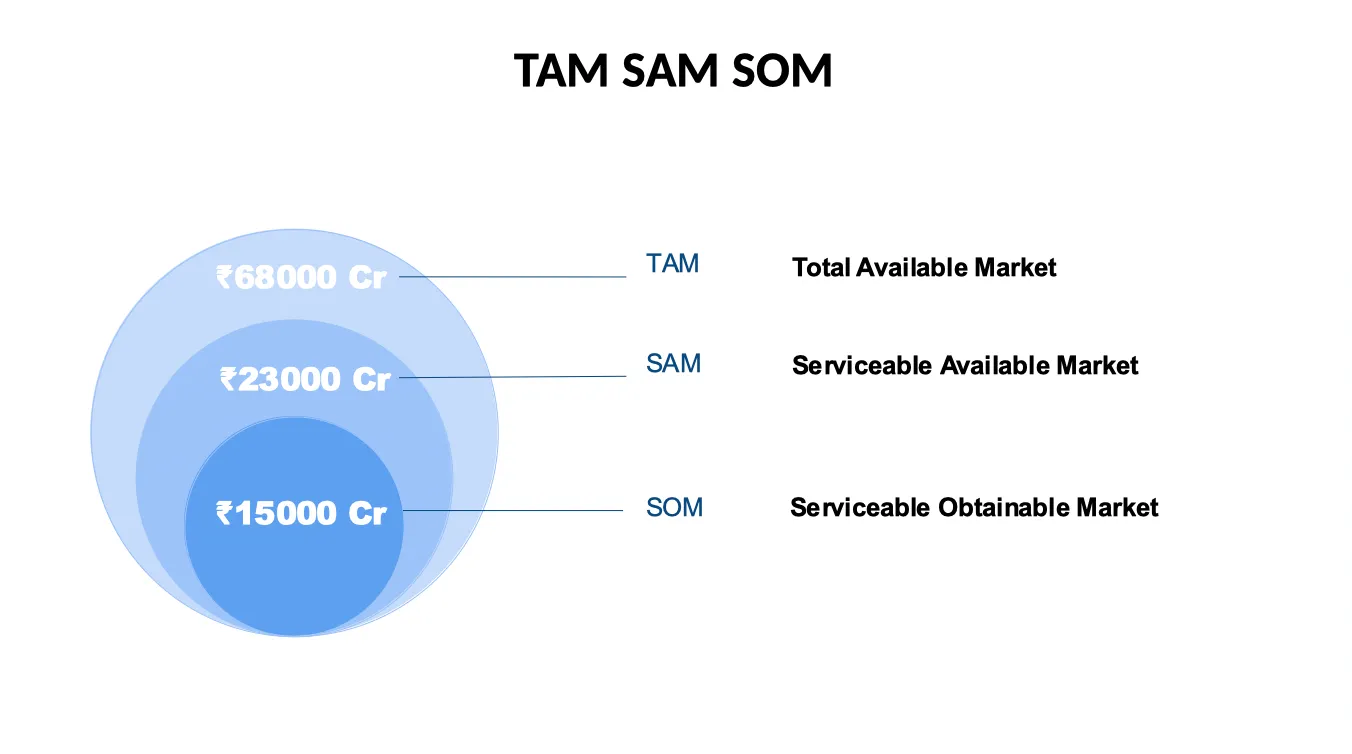 TAM SAM SOM
₹68000 Cr TAM Total Available Market
₹23000 Cr SAM Serviceable Available Market
₹15000 Cr SOM Serviceable Obtainable Market